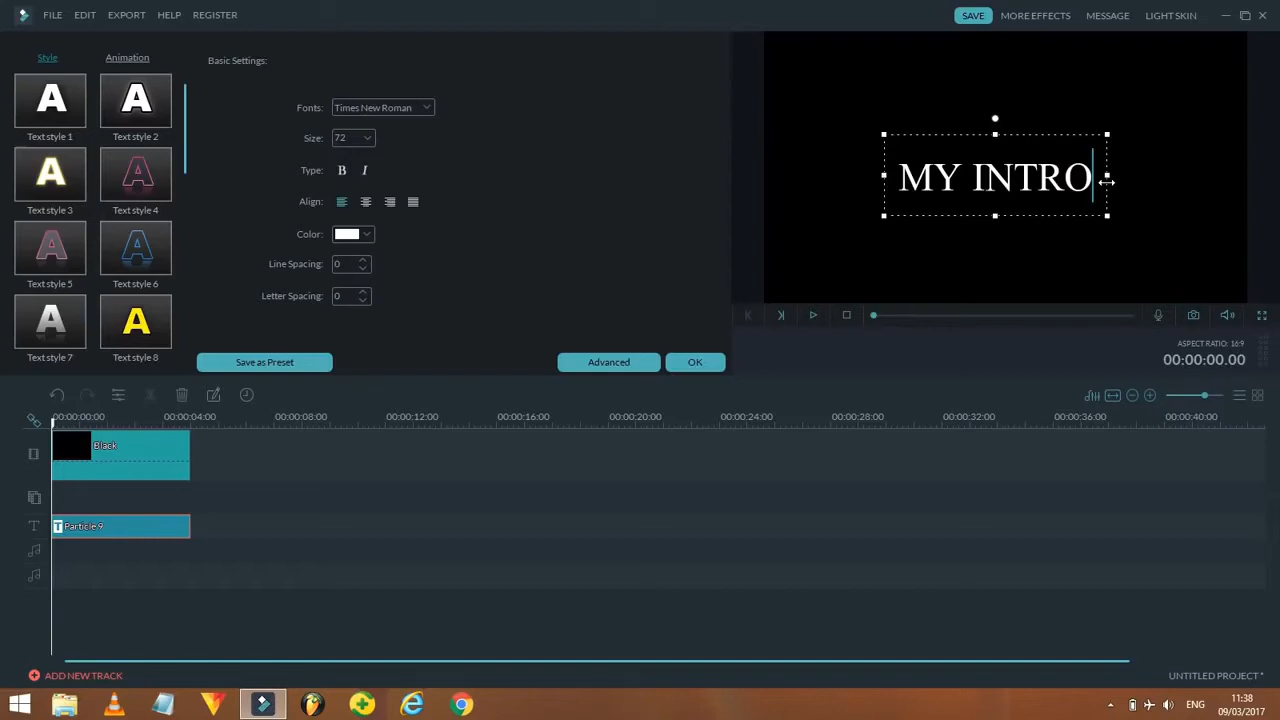 FILE EDIT EXPORT HELP REGISTER SAVE MORE EFFECTS MESSAGE LIGHT SKIN
Style Animation
A A
Text style 1 Text style 2
A A
Text style 3 Text style 4
A A
Text style 5 Text style 6
A A
Text style 7 Text style 8
Basic Settings:
Fonts: Times New Roman
Size: 72
Type: B I
Align:
Color:
Line Spacing: 0
Letter Spacing: 0
Save as Preset Advanced OK
MY INTRO
ASPECT RATIO: 16:9
00:00:00.00
00:00:00:00 00:00:04:00 00:00:08:00 00:00:12:00 00:00:16:00 00:00:20:00 00:00:24:00 00:00:28:00 00:00:32:00 00:00:36:00 00:00:40:00
Black
T
T Particle 9
ADD NEW TRACK UNTITLED PROJECT *
ENG
11:38
09/03/2017